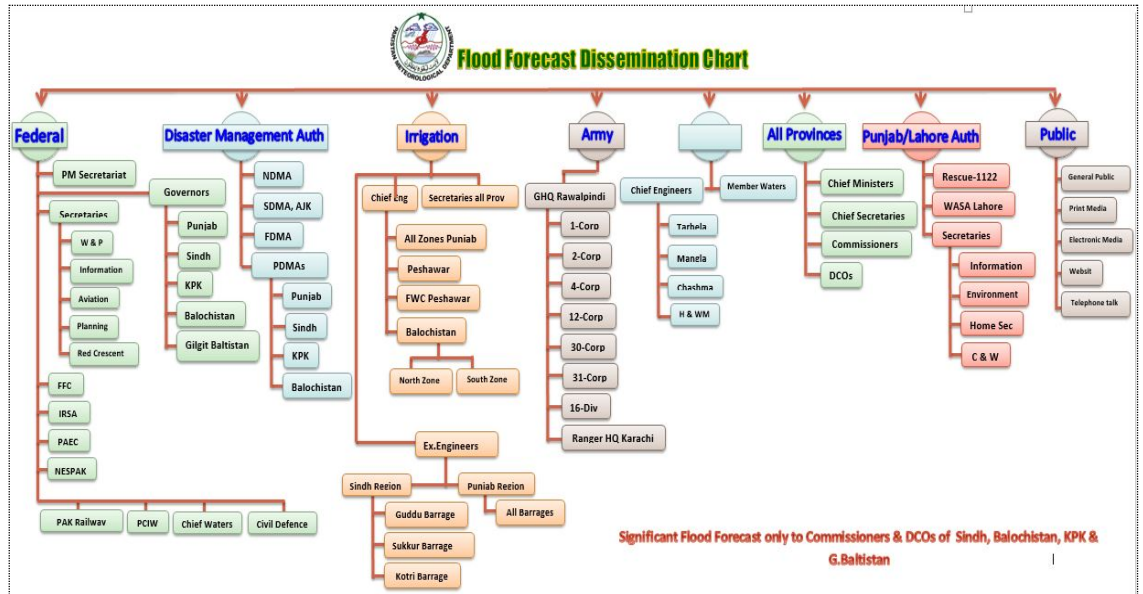 PAKISTAN METEOROLOGICAL DEPARTMENT
Flood Forecast Dissemination Chart
Federal
PM Secretariat
Governors
Punjab
Sindh
KPK
Balochistan
Gilgit Baltistan
Secretaries
W & P
Information
Aviation
Planning
Red Crescent
FFC
IRSA
PAEC
NESPAK
PAK Railway
PCIW
Chief Waters
Civil Defence
Disaster Management Auth
NDMA
SDMA, AJK
FDMA
PDMAs
Punjab
Sindh
KPK
Balochistan
Irrigation
Chief Eng
Secretaries all Prov
All Zones Punjab
Peshawar
FWC Peshawar
Balochistan
North Zone
South Zone
Ex.Engineers
Sindh Region
Guddu Barrage
Sukkur Barrage
Kotri Barrage
Punjab Region
All Barrages
Army
GHQ Rawalpindi
1-Corp
2-Corp
4-Corp
12-Corp
30-Corp
31-Corp
16-Div
Ranger HQ Karachi
Chief Engineers
Member Waters
Tarbela
Mangla
Chashma
H & WM
All Provinces
Chief Ministers
Chief Secretaries
Commissioners
DCOs
Punjab/Lahore Auth
Rescue-1122
WASA Lahore
Secretaries
Information
Environment
Home Sec
C & W
Public
General Public
Print Media
Electronic Media
Websit
Telephone talk
Significant Flood Forecast only to Commissioners & DCOs of Sindh, Balochistan, KPK &
G.Baltistan